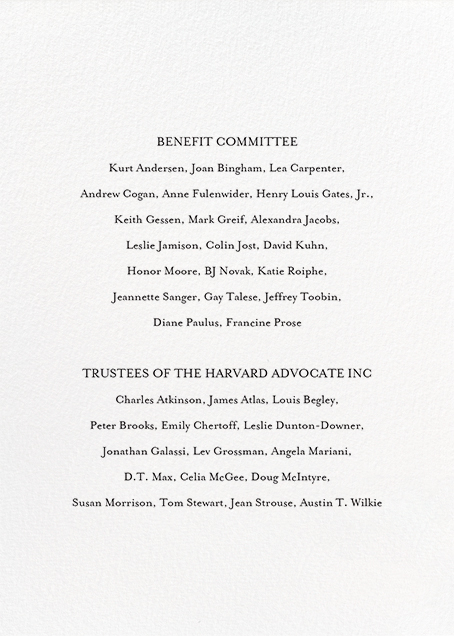 BENEFIT COMMITTEE
Kurt Andersen, Joan Bingham, Lea Carpenter,
Andrew Cogan, Anne Fulenwider, Henry Louis Gates, Jr.,
Keith Gessen, Mark Greif, Alexandra Jacobs,
Leslie Jamison, Colin Jost, David Kuhn,
Honor Moore, BJ Novak, Katie Roiphe,
Jeannette Sanger, Gay Talese, Jeffrey Toobin,
Diane Paulus, Francine Prose
TRUSTEES OF THE HARVARD ADVOCATE INC
Charles Atkinson, James Atlas, Louis Begley,
Peter Brooks, Emily Chertoff, Leslie Dunton-Downer,
Jonathan Galassi, Lev Grossman, Angela Mariani,
D.T. Max, Celia McGee, Doug McIntyre,
Susan Morrison, Tom Stewart, Jean Strouse, Austin T. Wilkie